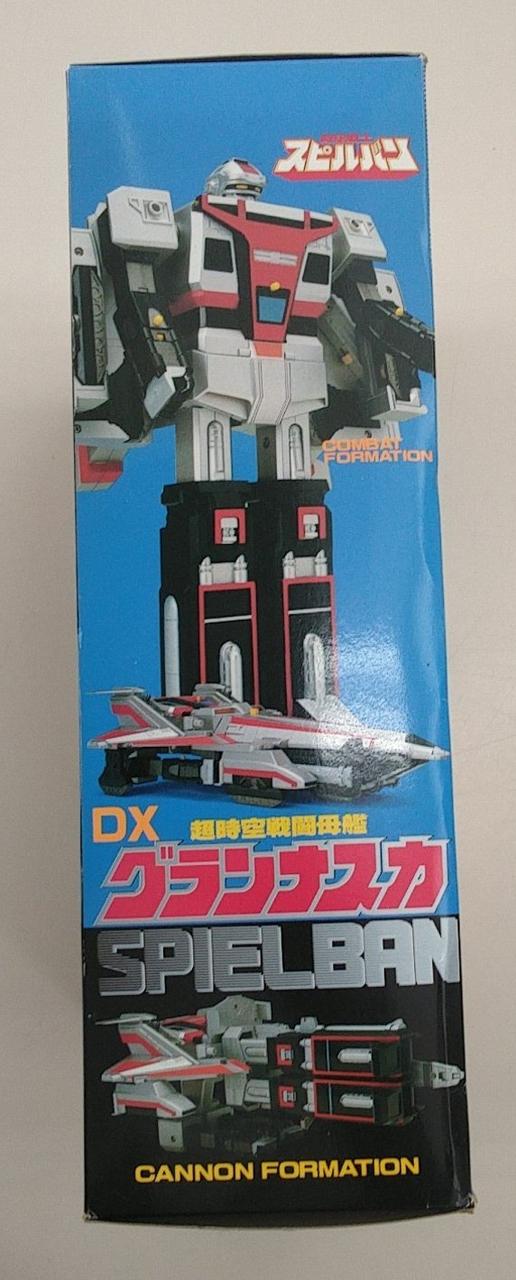 スピルバン
COMBAT
FORMATION
DX
超時空戦闘母艦
グランナスカ
SPIELBAN
CANNON FORMATION